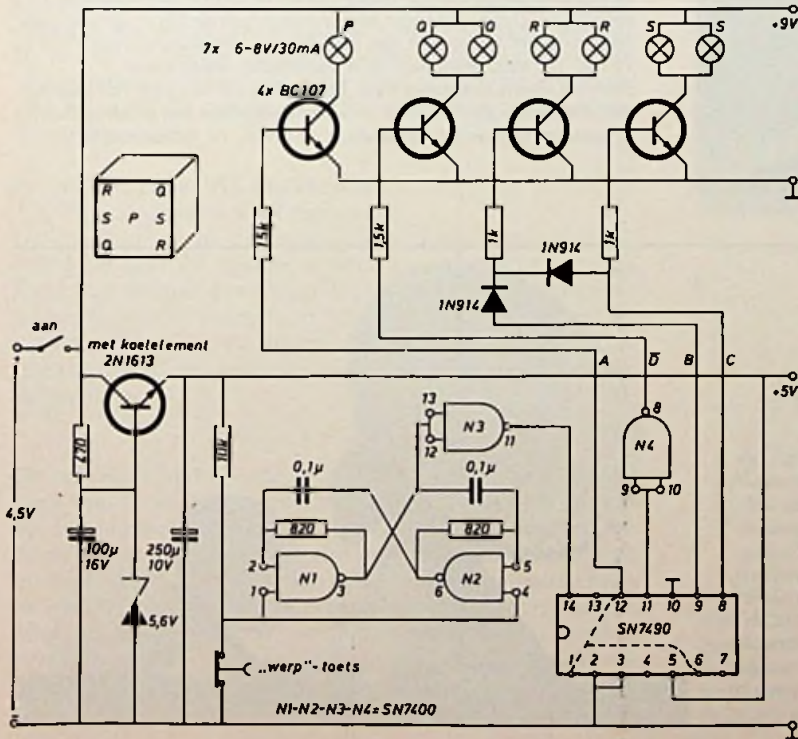 +9V
P
Q Q
R R
S S
7x 6-8V/30mA
4x BC107
R Q
S P S
Q R
1,5k
1,5k
1k
1k
1N914
1N914
aan
met koelelement
2N1613
A
D
B
C
+5V
13
12
N3
11
8
N4
9
10
470
10k
0,1µ
0,1µ
820
820
4,5V
100µ
16V
250µ
10V
2
1
N1
3
6
N2
5
4
5,6V
14 13 12 11 10 9 8
SN7490
1 2 3 4 5 6 7
„werp”-toets
N1-N2-N3-N4=SN7400